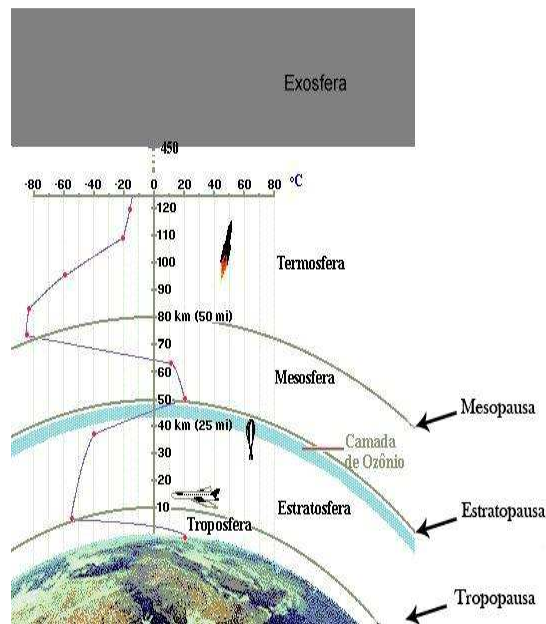 Exosfera
450
-80 -60 -40 -20 0 20 40 60 80 °C
120
110
100
Termosfera
90
80 km (50 mi)
70
60
Mesosfera
50
Mesopausa
40 km (25 mi)
Camada
de Ozônio
30
20
Estratosfera
Estratopausa
10
Troposfera
Tropopausa